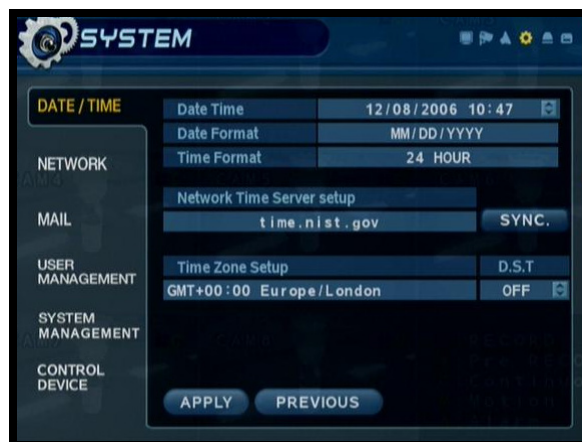 SYSTEM
DATE / TIME
Date Time 12/08/2006 10:47
Date Format MM/DD/YYYY
Time Format 24 HOUR
NETWORK
Network Time Server setup
MAIL
time.nist.gov SYNC.
USER
MANAGEMENT
Time Zone Setup D.S.T
GMT+00:00 Europe/London OFF
SYSTEM
MANAGEMENT
CONTROL
DEVICE
APPLY PREVIOUS